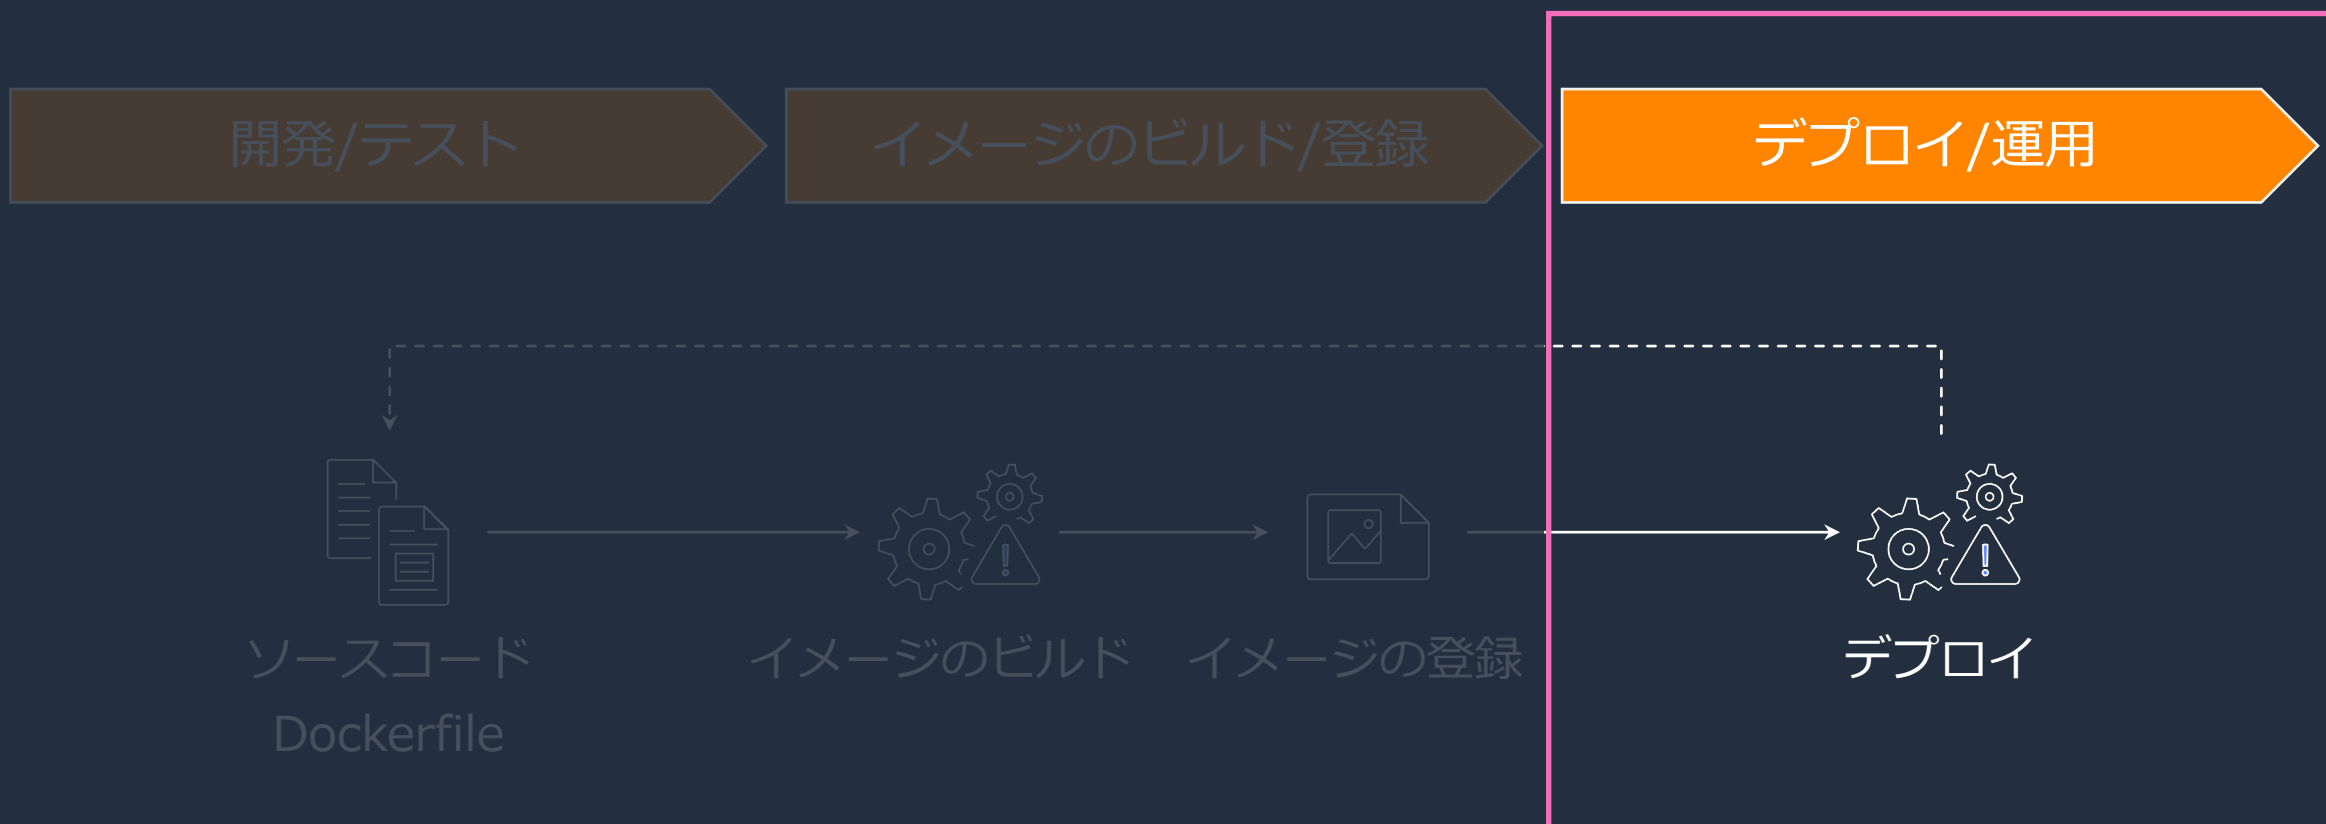 開発/テスト
イメージのビルド/登録
デプロイ/運用
ソースコード
Dockerfile
イメージのビルド
イメージの登録
デプロイ